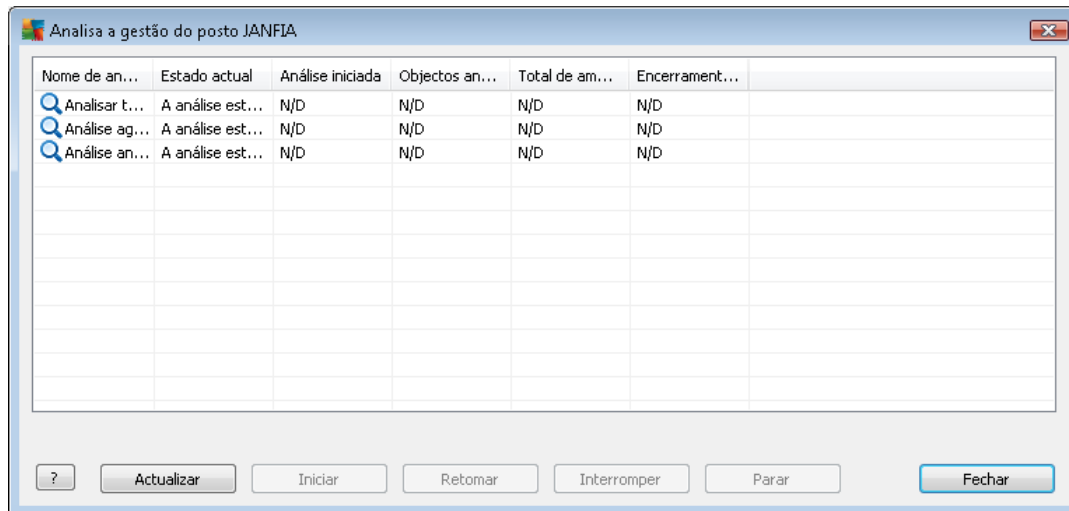 Analisa a gestão do posto JANFIA
Nome de an... Estado actual Análise iniciada Objectos an... Total de am... Encerrament...
Analisar t... A análise est... N/D N/D N/D N/D
Análise ag... A análise est... N/D N/D N/D N/D
Análise an... A análise est... N/D N/D N/D N/D
? Actualizar Iniciar Retomar Interromper Parar Fechar